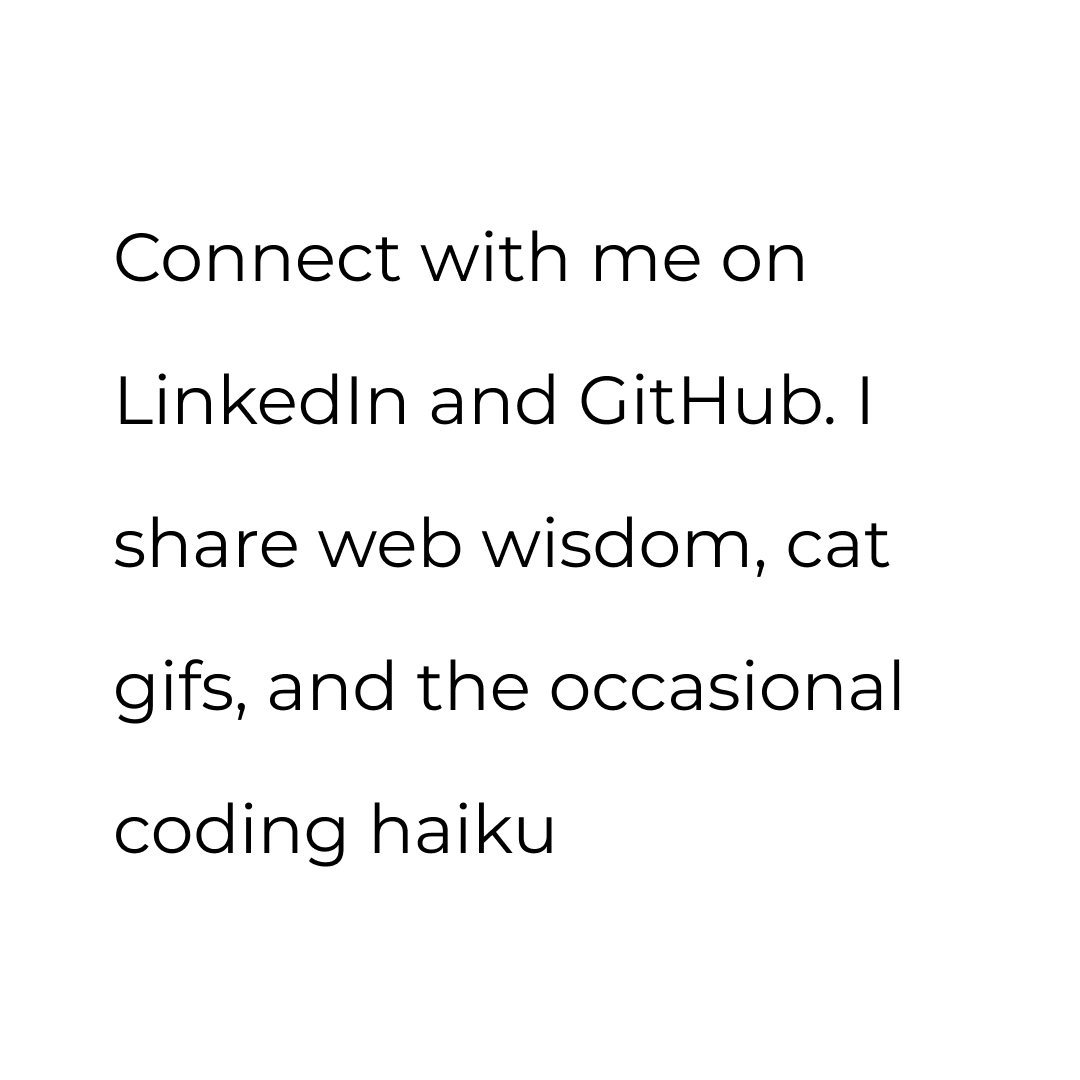 Connect with me on
LinkedIn and GitHub. I
share web wisdom, cat
gifs, and the occasional
coding haiku